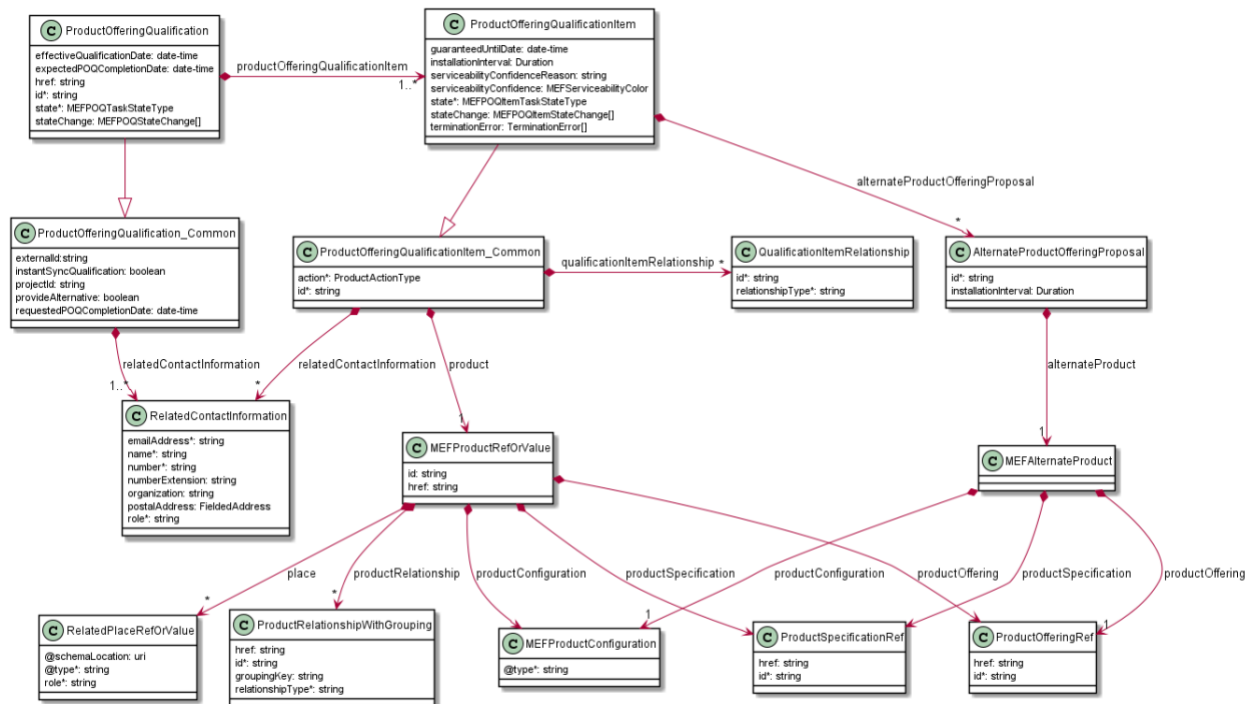 C ProductOfferingQualification
effectiveQualificationDate: date-time
expectedPOQCompletionDate: date-time
href: string
id*: string
state*: MEFPOQTaskStateType
stateChange: MEFPOQStateChange[]
productOfferingQualificationItem
1..*
C ProductOfferingQualificationItem
guaranteedUntilDate: date-time
installationInterval: Duration
serviceabilityConfidenceReason: string
serviceabilityConfidence: MEFServiceabilityColor
state*: MEFPOQItemTaskStateType
stateChange: MEFPOQItemStateChange[]
terminationError: TerminationError[]
alternateProductOfferingProposal
*
C ProductOfferingQualification_Common
externalId:string
instantSyncQualification: boolean
projectId: string
provideAlternative: boolean
requestedPOQCompletionDate: date-time
C ProductOfferingQualificationItem_Common
action*: ProductActionType
id*: string
qualificationItemRelationship
*
C QualificationItemRelationship
id*: string
relationshipType*: string
C AlternateProductOfferingProposal
id*: string
installationInterval: Duration
relatedContactInformation
1..*
relatedContactInformation
*
product
1
alternateProduct
1
C RelatedContactInformation
emailAddress*: string
name*: string
number*: string
numberExtension: string
organization: string
postalAddress: FieldedAddress
role*: string
C MEFProductRefOrValue
id: string
href: string
C MEFAlternateProduct
place
*
productRelationship
*
productConfiguration
productSpecification
productOffering
productConfiguration
1
productSpecification
productOffering
1
C RelatedPlaceRefOrValue
@schemaLocation: uri
@type*: string
role*: string
C ProductRelationshipWithGrouping
href: string
id*: string
groupingKey: string
relationshipType*: string
C MEFProductConfiguration
@type*: string
C ProductSpecificationRef
href: string
id*: string
C ProductOfferingRef
href: string
id*: string